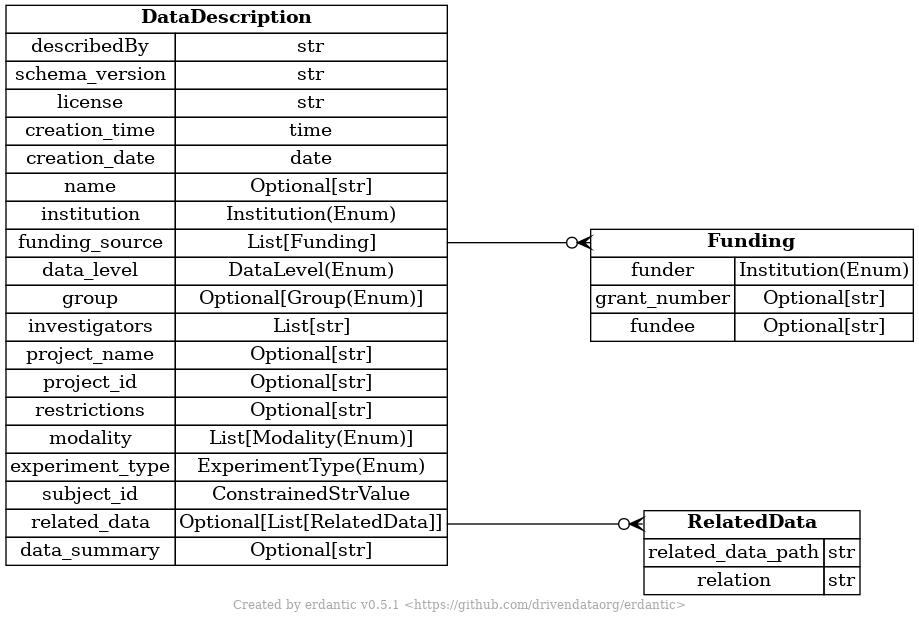 DataDescription
describedBy str
schema_version str
license str
creation_time time
creation_date date
name Optional[str]
institution Institution(Enum)
funding_source List[Funding]
data_level DataLevel(Enum)
group Optional[Group(Enum)]
investigators List[str]
project_name Optional[str]
project_id Optional[str]
restrictions Optional[str]
modality List[Modality(Enum)]
experiment_type ExperimentType(Enum)
subject_id ConstrainedStrValue
related_data Optional[List[RelatedData]]
data_summary Optional[str]
Funding
funder Institution(Enum)
grant_number Optional[str]
fundee Optional[str]
RelatedData
related_data_path str
relation str
Created by erdantic v0.5.1 <https://github.com/drivendataorg/erdantic>